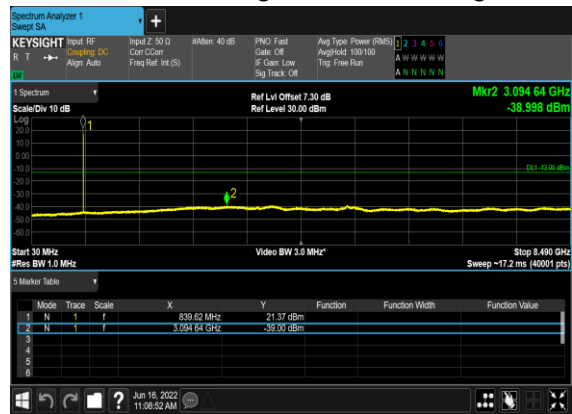 Spectrum Analyzer 1
Swept SA
KEYSIGHT Input: RF Input Z: 50 Ω #Atten: 40 dB PNO: Fast Avg Type: Power (RMS) 1 2 3 4 5 6
R T Coupling: DC Corr CCorr Gate: Off Avg|Hold: 100/100 A W W W W W
Align: Auto Freq Ref: Int (S) IF Gain: Low Trig: Free Run
Sig Track: Off A N N N N N
1 Spectrum Ref Lvl Offset 7.30 dB Mkr2 3.094 64 GHz
Scale/Div 10 dB Ref Level 30.00 dBm -38.998 dBm
Log
20.0
10.0
0.00
-10.0
-20.0
-30.0
-40.0
-50.0
-60.0
1
2
DL1 -13.00 dBm
Start 30 MHz Video BW 3.0 MHz* Stop 8.490 GHz
#Res BW 1.0 MHz Sweep ~17.2 ms (40001 pts)
5 Marker Table
Mode Trace Scale X Y Function Function Width Function Value
1 N 1 f 839.62 MHz 21.37 dBm
2 N 1 f 3.094 64 GHz -39.00 dBm
3
4
5
6
? Jun 16, 2022
11:06:52 AM